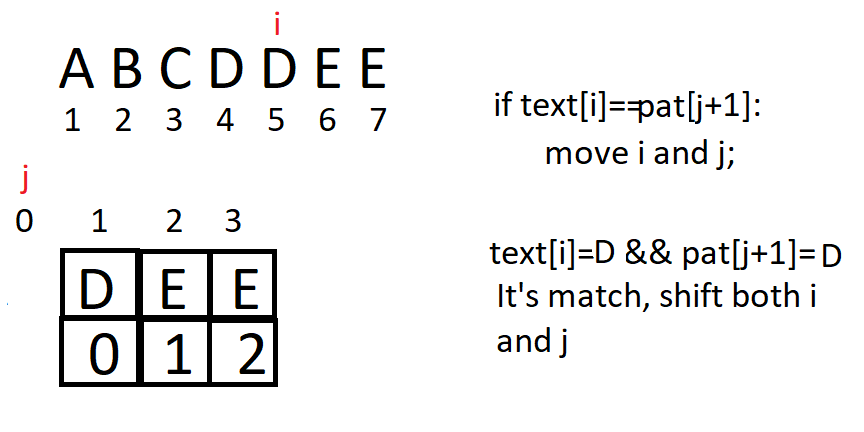 i
A B C D D E E
1 2 3 4 5 6 7
j
0 1 2 3
D E E
0 1 2
if text[i]==pat[j+1]:
move i and j;
text[i]=D && pat[j+1]=D
It's match, shift both i
and j